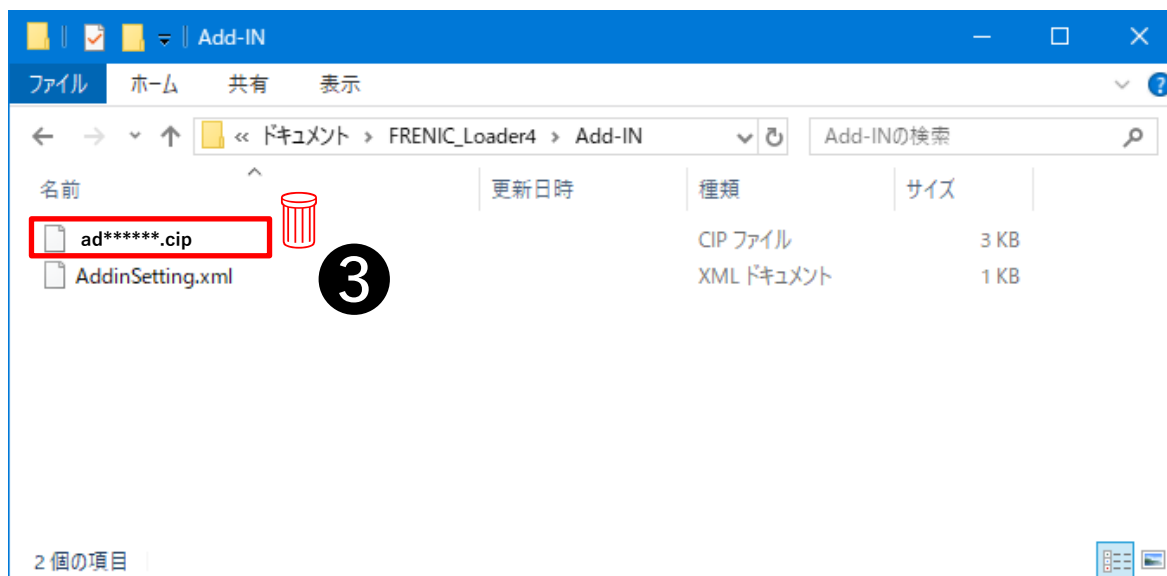 Add-IN
ファイル ホーム 共有 表示
« ドキュメント › FRENIC_Loader4 › Add-IN Add-INの検索
名前 更新日時 種類 サイズ
ad******.cip CIP ファイル 3 KB
AddinSetting.xml XML ドキュメント 1 KB
3
2 個の項目